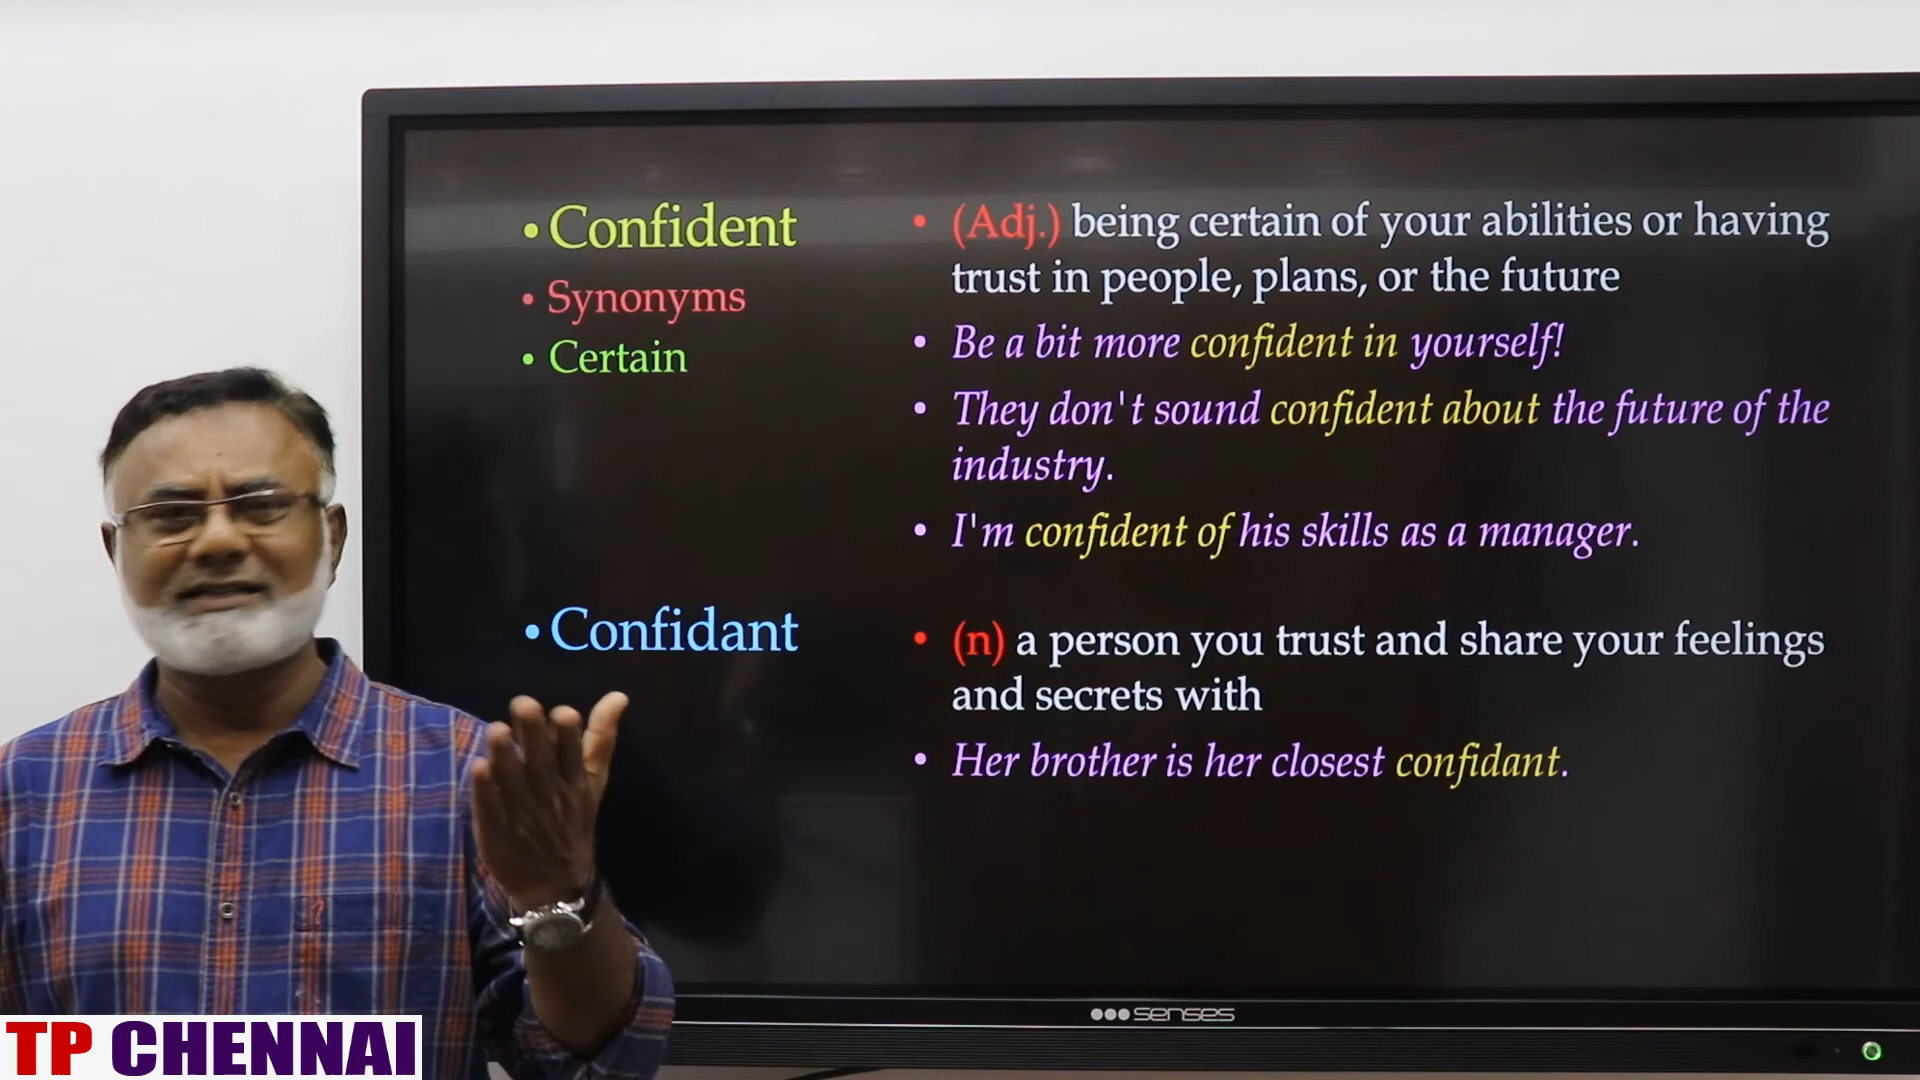 •Confident
• Synonyms
• Certain
• (Adj.) being certain of your abilities or having
trust in people, plans, or the future
• Be a bit more confident in yourself!
• They don't sound confident about the future of the
industry.
• I'm confident of his skills as a manager.
•Confidant
• (n) a person you trust and share your feelings
and secrets with
• Her brother is her closest confidant.
senses
TP CHENNAI